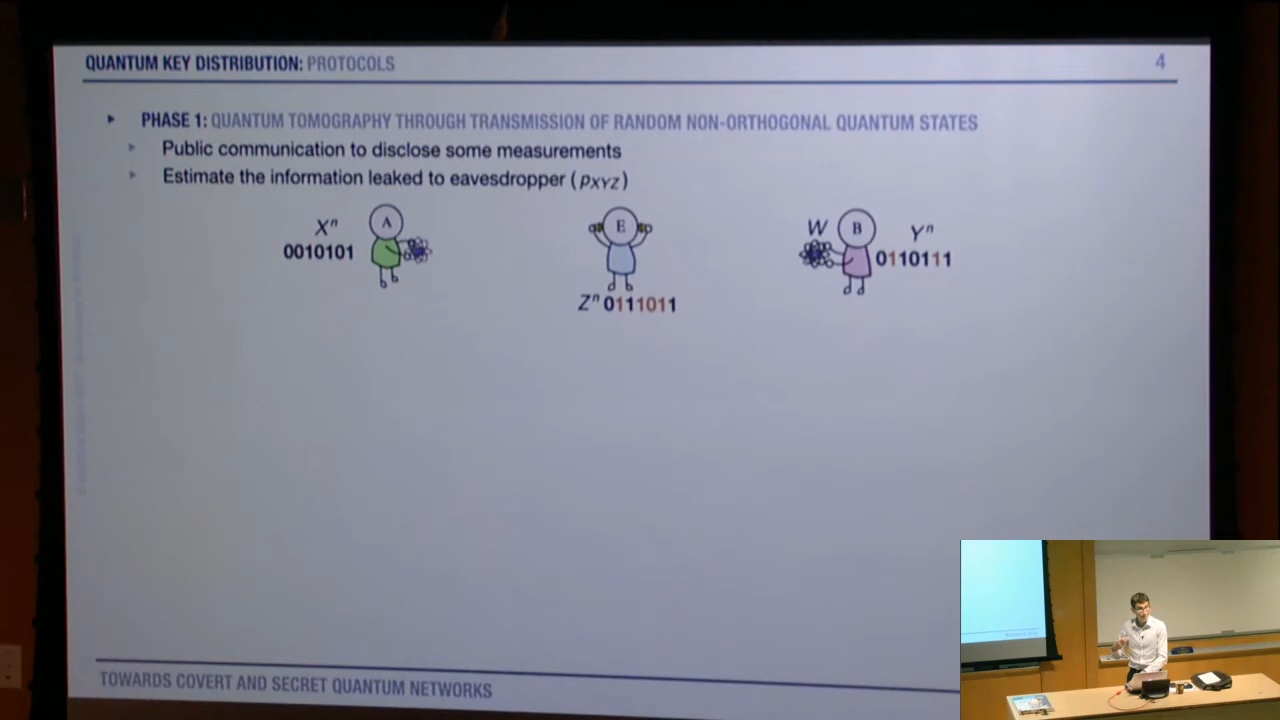 QUANTUM KEY DISTRIBUTION: PROTOCOLS 4
PHASE 1: QUANTUM TOMOGRAPHY THROUGH TRANSMISSION OF RANDOM NON-ORTHOGONAL QUANTUM STATES
Public communication to disclose some measurements
Estimate the information leaked to eavesdropper (pXYZ)
Xⁿ A E W B Yⁿ
0010101 0110111
Zⁿ 0111011
TOWARDS COVERT AND SECRET QUANTUM NETWORKS